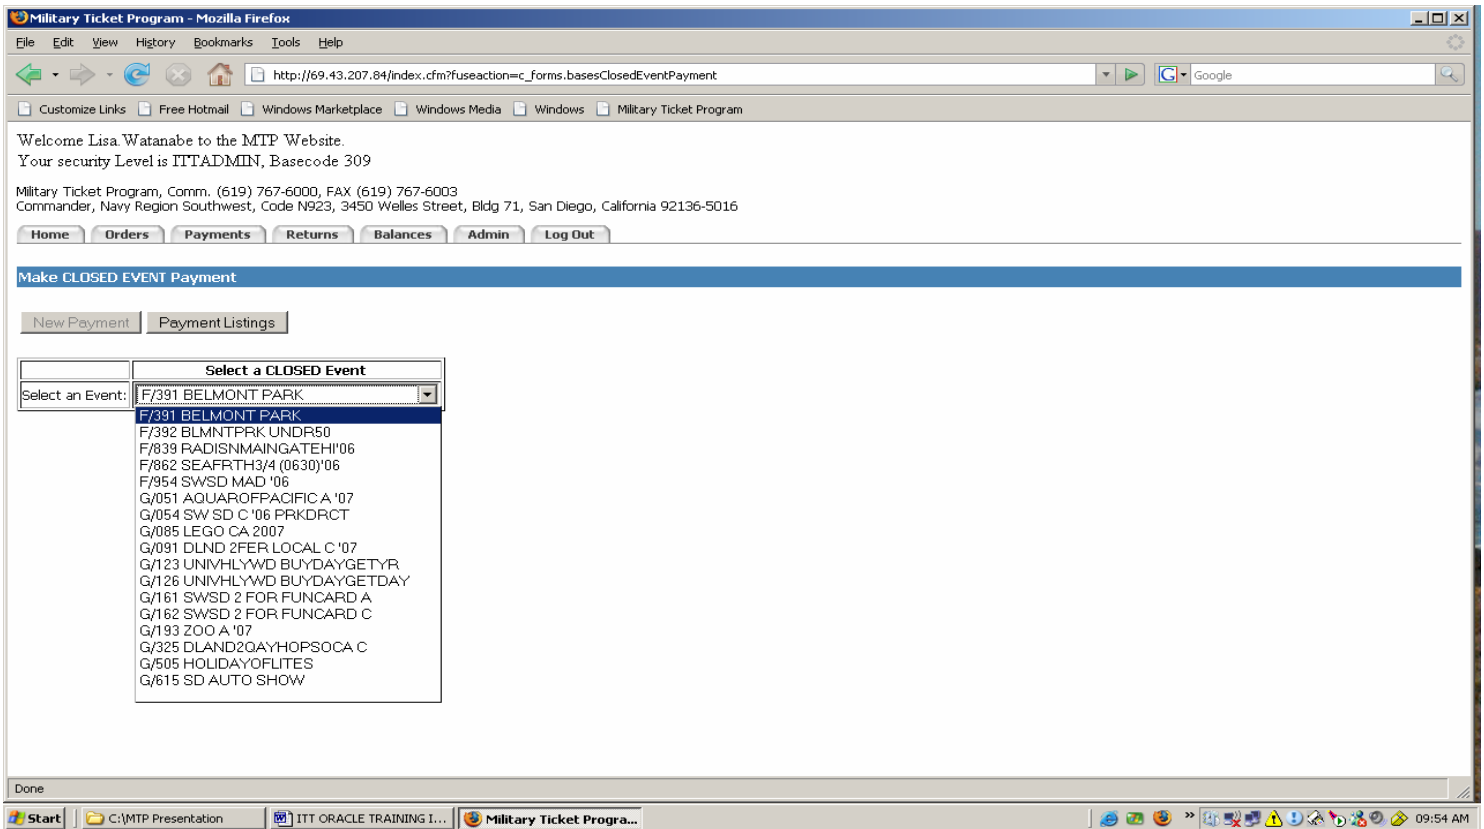 Military Ticket Program - Mozilla Firefox
File Edit View History Bookmarks Tools Help
http://69.43.207.84/index.cfm?fuseaction=c_forms.basesClosedEventPayment G Google
Customize Links Free Hotmail Windows Marketplace Windows Media Windows Military Ticket Program
Welcome Lisa.Watanabe to the MTP Website.
Your security Level is ITTADMIN, Basecode 309
Military Ticket Program, Comm. (619) 767-6000, FAX (619) 767-6003
Commander, Navy Region Southwest, Code N923, 3450 Welles Street, Bldg 71, San Diego, California 92136-5016
Home Orders Payments Returns Balances Admin Log Out
Make CLOSED EVENT Payment
New Payment Payment Listings
Select a CLOSED Event
Select an Event: F/391 BELMONT PARK
F/391 BELMONT PARK
F/392 BLMNTPRK UNDR50
F/839 RADISNMAINGATEHI'06
F/862 SEAFRTH3/4 (0630)'06
F/954 SWSD MAD '06
G/051 AQUAROFPACIFIC A '07
G/054 SW SD C '06 PRKDRCT
G/085 LEGO CA 2007
G/091 DLND 2FER LOCAL C '07
G/123 UNIVHLYWD BUYDAYGETYR
G/126 UNIVHLYWD BUYDAYGETDAY
G/161 SWSD 2 FOR FUNCARD A
G/162 SWSD 2 FOR FUNCARD C
G/193 ZOO A '07
G/325 DLAND2QAYHOPSOCA C
G/505 HOLIDAYOFLITES
G/615 SD AUTO SHOW
Done
Start C:\MTP Presentation ITT ORACLE TRAINING I... Military Ticket Progra... 09:54 AM